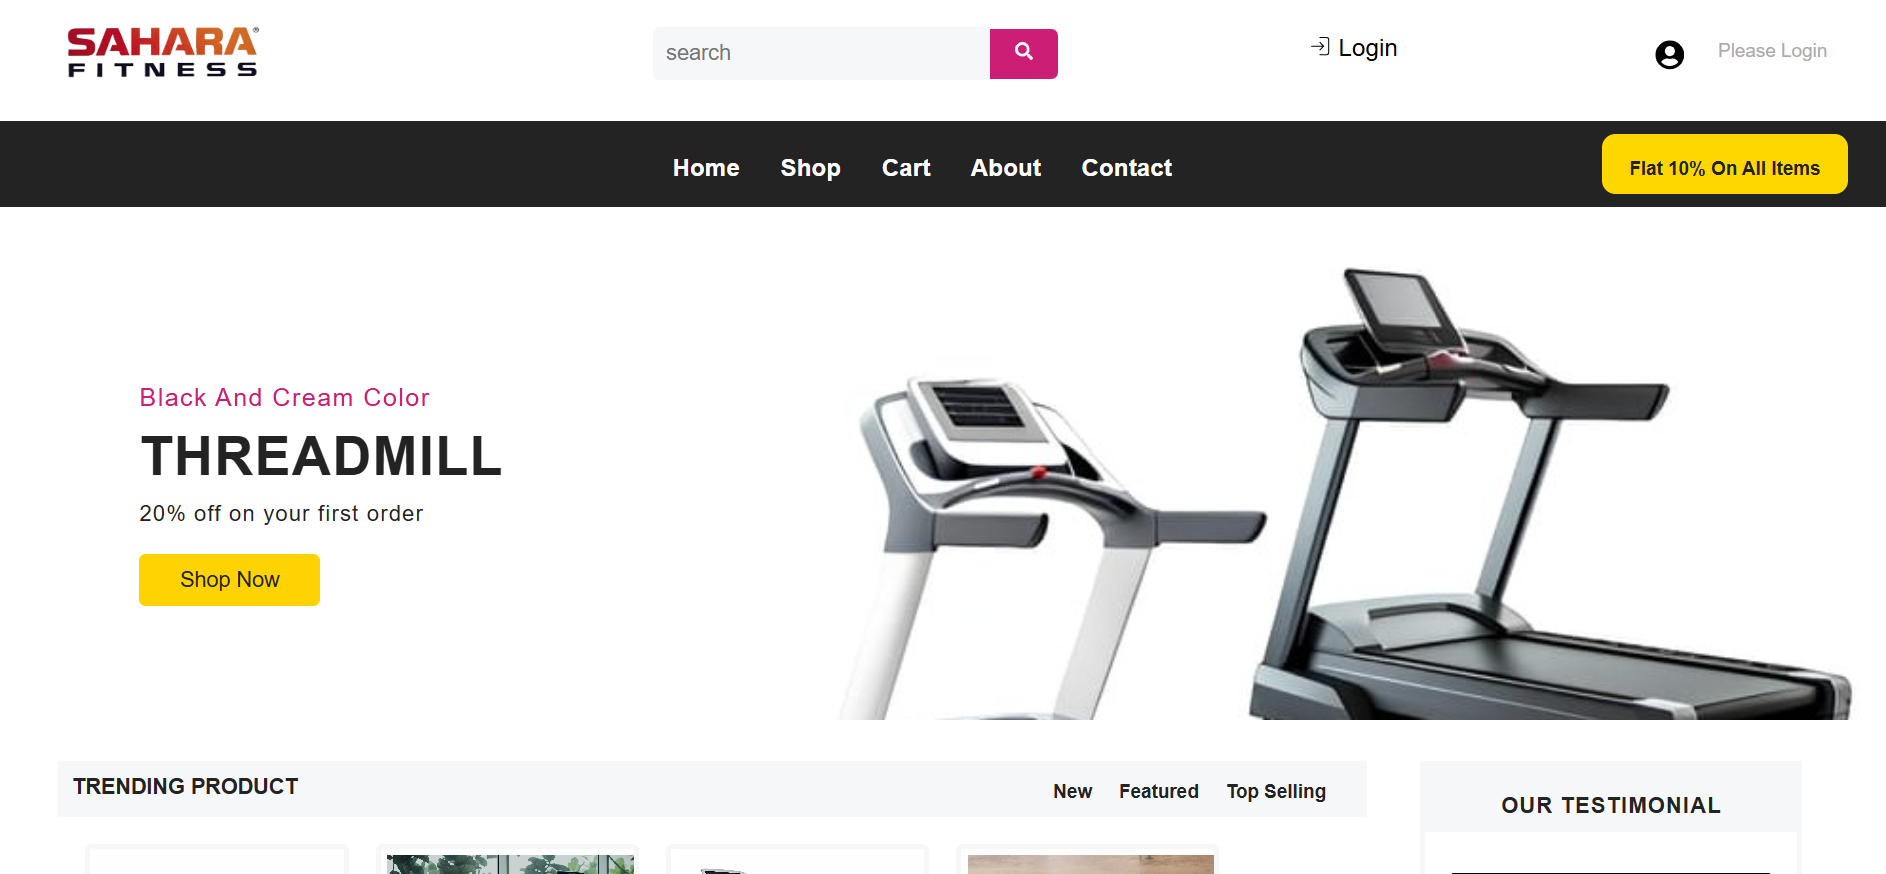 SAHARA®
FITNESS
search
Login
Please Login
Home Shop Cart About Contact
Flat 10% On All Items
Black And Cream Color
THREADMILL
20% off on your first order
Shop Now
TRENDING PRODUCT
New Featured Top Selling
OUR TESTIMONIAL